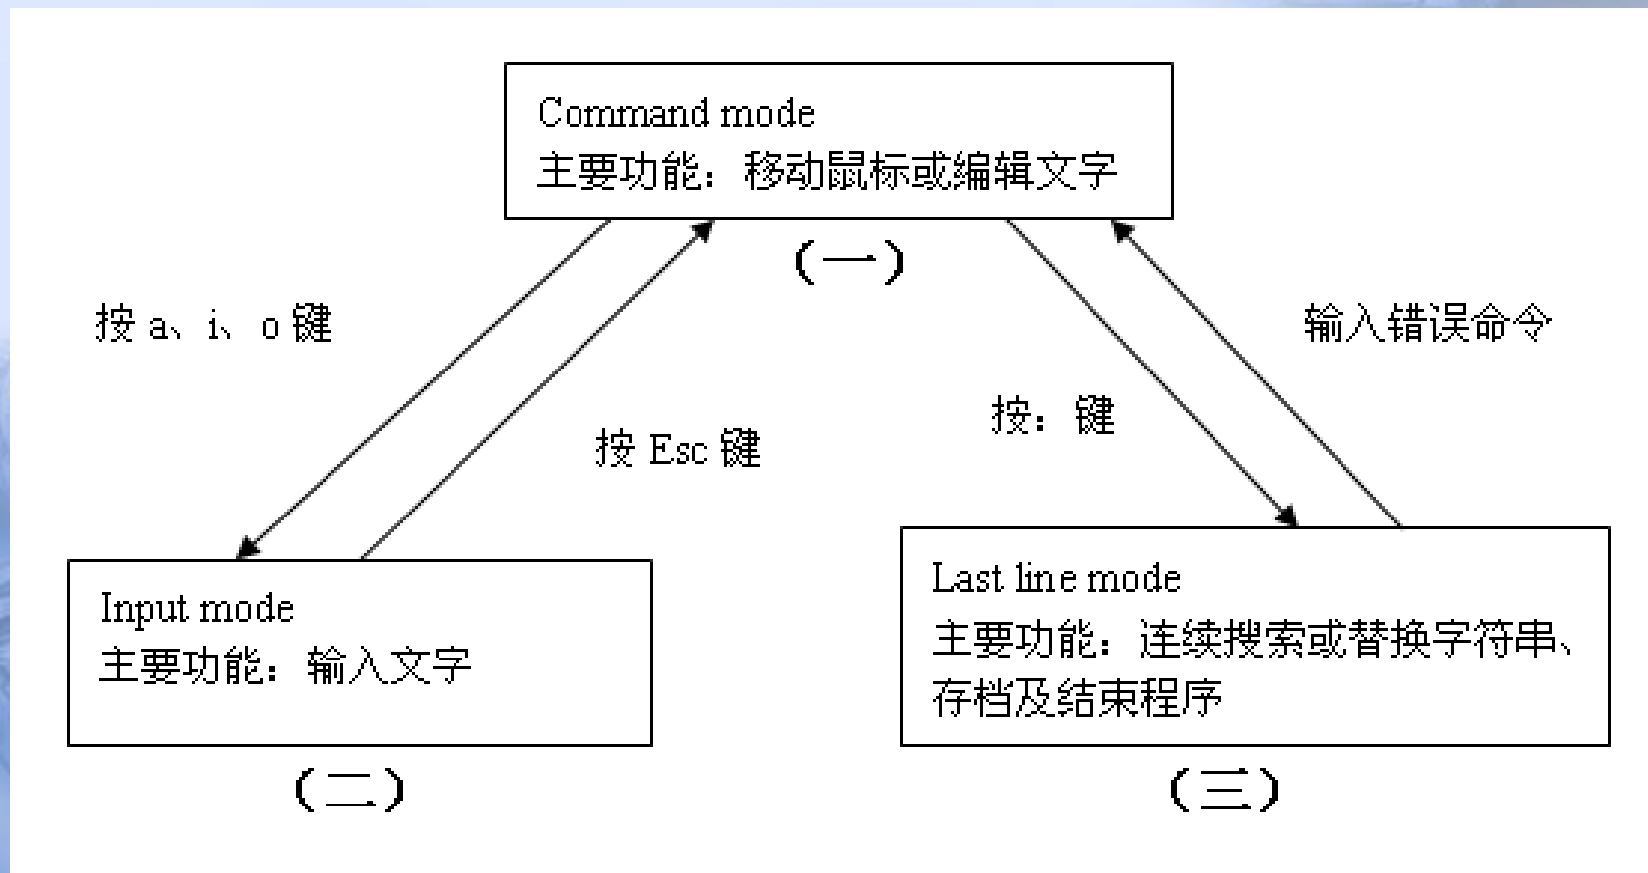 Command mode
主要功能：移动鼠标或编辑文字
（一）
按 a、i、o 键
输入错误命令
按：键
按 Esc 键
Input mode
主要功能：输入文字
（二）
Last line mode
主要功能：连续搜索或替换字符串、
存档及结束程序
（三）